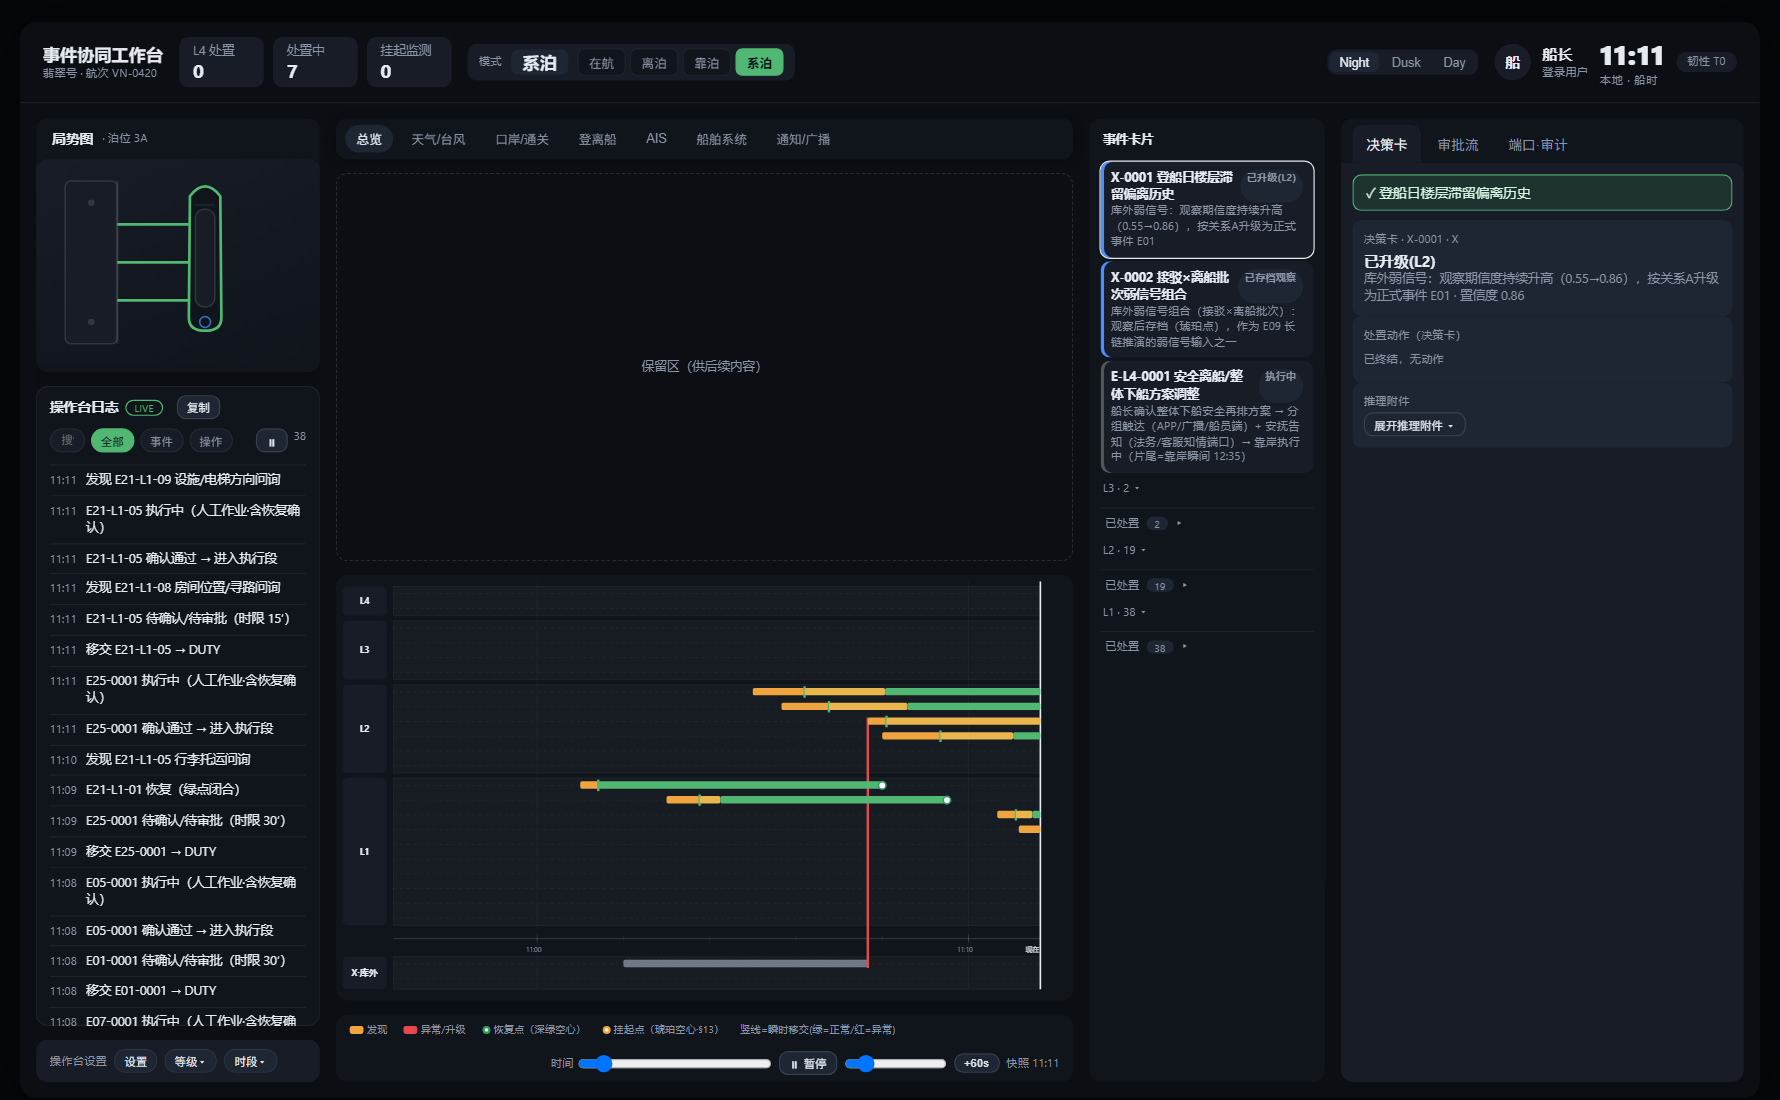 事件协同工作台
翡翠号 · 航次 VN-0420
L4 处置
0
处置中
7
挂起监测
0
模式
系泊
在航
离泊
靠泊
系泊
Night
Dusk
Day
船
船长
登录用户
11:11
本地 · 船时
韧性 T0
局势图 · 泊位 3A
操作台日志
LIVE
复制
搜
全部
事件
操作
38
11:11 发现 E21-L1-09 设施/电梯方向问询
11:11 E21-L1-05 执行中（人工作业·含恢复确
认）
11:11 E21-L1-05 确认通过 → 进入执行段
11:11 发现 E21-L1-08 房间位置/寻路问询
11:11 E21-L1-05 待确认/待审批（时限 15′）
11:11 移交 E21-L1-05 → DUTY
11:11 E25-0001 执行中（人工作业·含恢复确
认）
11:11 E25-0001 确认通过 → 进入执行段
11:10 发现 E21-L1-05 行李托运问询
11:09 E21-L1-01 恢复（绿点闭合）
11:09 E25-0001 待确认/待审批（时限 30′）
11:09 移交 E25-0001 → DUTY
11:08 E05-0001 执行中（人工作业·含恢复确
认）
11:08 E05-0001 确认通过 → 进入执行段
11:08 E01-0001 待确认/待审批（时限 30′）
11:08 移交 E01-0001 → DUTY
11:08 E07-0001 执行中（人工作业·含恢复确
操作台设置
设置
等级
时段
总览
天气/台风
口岸/通关
登离船
AIS
船舶系统
通知/广播
保留区（供后续内容）
L4
L3
L2
L1
11:00
11:10
现在
X·库外
发现
异常/升级
恢复点（深绿空心）
挂起点（琥珀空心·§13）
竖线=瞬时移交(绿=正常/红=异常)
时间
暂停
+60s
快照 11:11
事件卡片
X-0001 登船日楼层滞
留偏离历史
已升级(L2)
库外弱信号：观察期信度持续升高
（0.55→0.86），按关系A升级为正式
事件 E01
X-0002 接驳×离船批
次弱信号组合
已存档观察
库外弱信号组合（接驳×离船批次）：
观察后存档（琥珀点），作为 E09 长
链推演的弱信号输入之一
E-L4-0001 安全离船/整
体下船方案调整
执行中
船长确认整体下船安全再排方案 → 分
组触达（APP/广播/船员端）+ 安抚告
知（法务/客服知情端口）→ 靠岸执行
中（片尾=靠岸瞬间 12:35）
L3 · 2
已处置 2
L2 · 19
已处置 19
L1 · 38
已处置 38
决策卡
审批流
端口·审计
✓ 登船日楼层滞留偏离历史
决策卡 · X-0001 · X
已升级(L2)
库外弱信号：观察期信度持续升高（0.55→0.86），按关系A升级
为正式事件 E01 · 置信度 0.86
处置动作（决策卡）
已终结，无动作
推理附件
展开推理附件